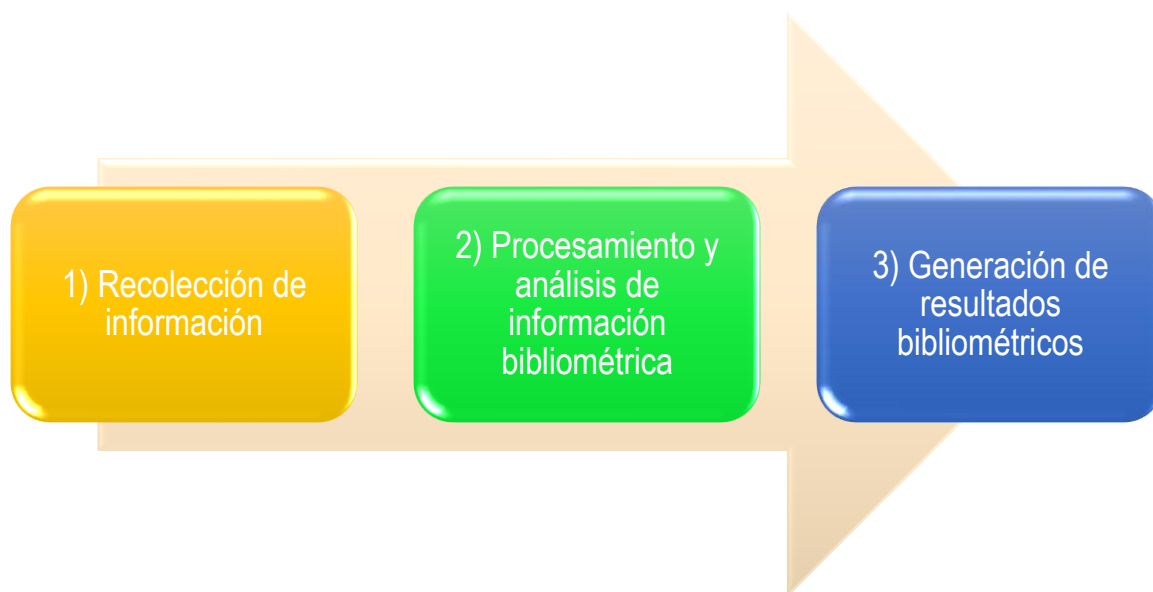 1) Recolección de
información
2) Procesamiento y
análisis de
información
bibliométrica
3) Generación de
resultados
bibliométricos